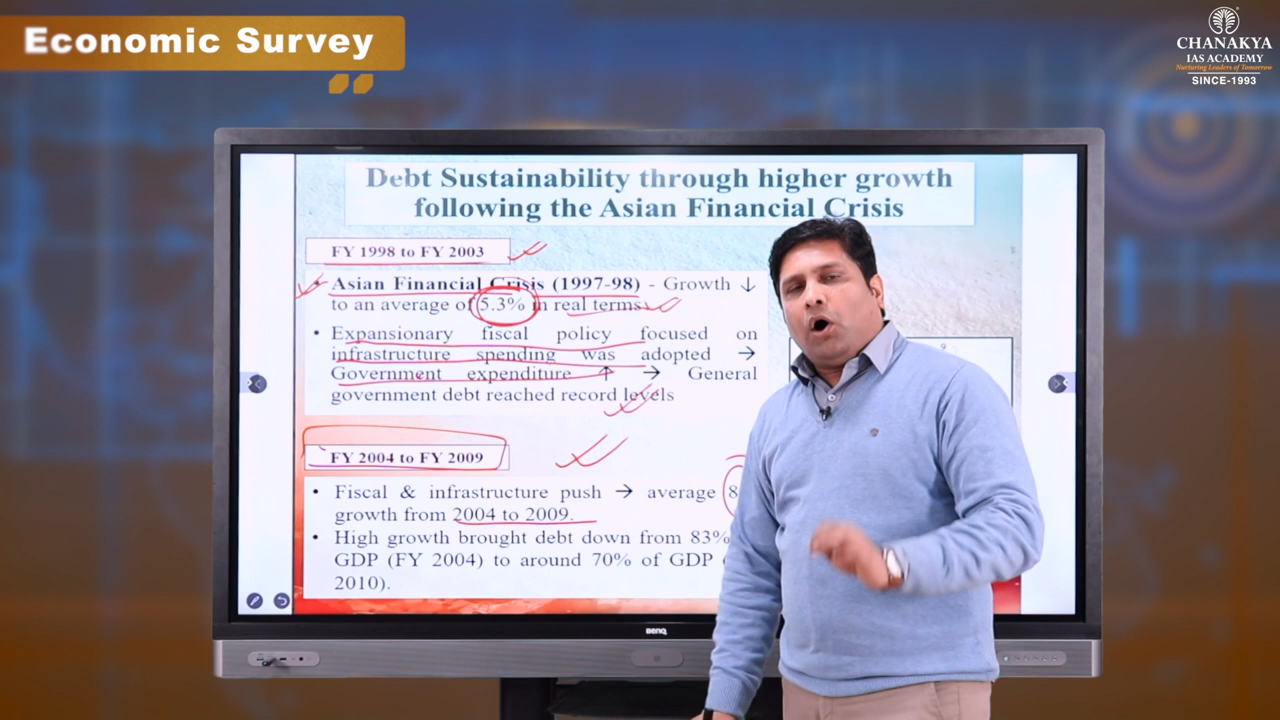 Economic Survey
CHANAKYA
IAS ACADEMY
Nurturing Leaders of Tomorrow
SINCE-1993
Debt Sustainability through higher growth
following the Asian Financial Crisis
FY 1998 to FY 2003
• Asian Financial Crisis (1997-98) - Growth ↓
to an average of 5.3% in real terms
• Expansionary fiscal policy focused on
infrastructure spending was adopted →
Government expenditure ↑ → General
government debt reached record levels
FY 2004 to FY 2009
• Fiscal & infrastructure push → average 8
growth from 2004 to 2009.
• High growth brought debt down from 83%
GDP (FY 2004) to around 70% of GDP
2010).
BenQ